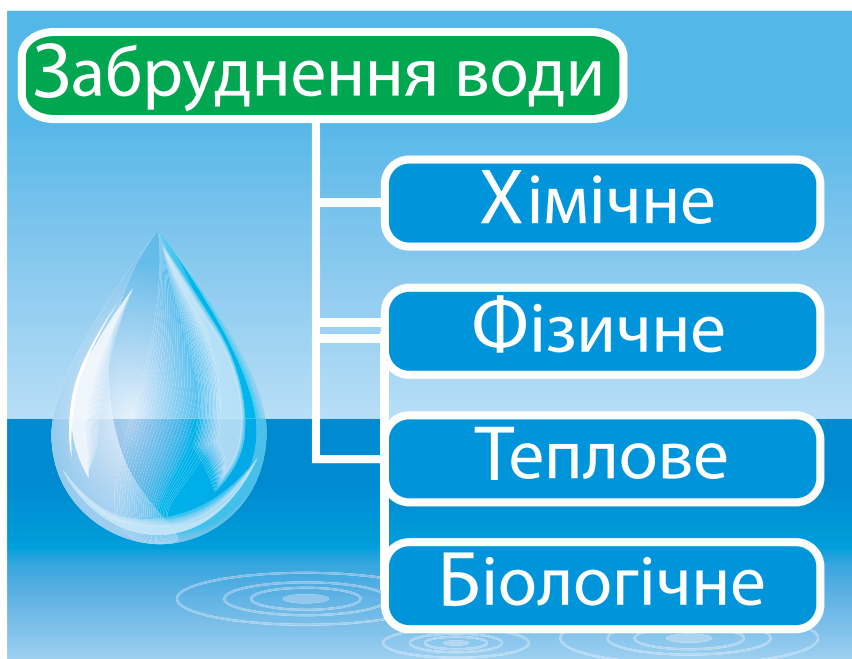 Забруднення води
Хімічне
Фізичне
Теплове
Біологічне